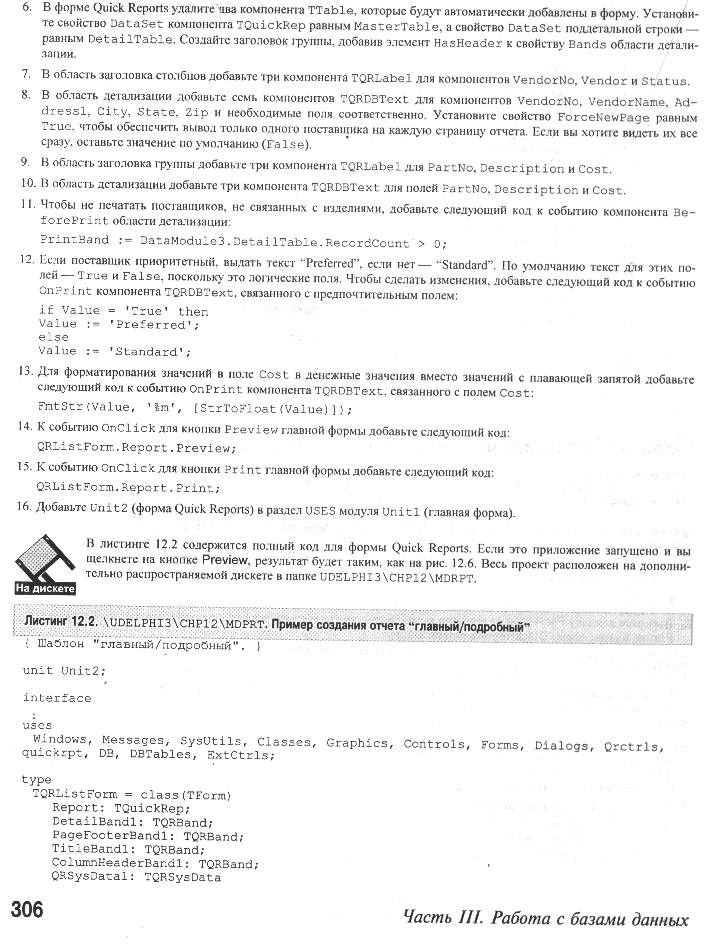 6. В форме Quick Reports удалите два компонента TTable, которые будут автоматически добавлены в форму. Установи-
те свойство DataSet компонента TQuickRep равным MasterTable, а свойство DataSet поддетальной строки —
равным DetailTable. Создайте заголовок группы, добавив элемент HasHeader к свойству Bands области детали-
зации.
7. В область заголовка столбцов добавьте три компонента TQRLabel для компонентов VendorNo, Vendor и Status.
8. В область детализации добавьте семь компонентов TQRDBText для компонентов VendorNo, VendorName, Ad-
dress1, City, State, Zip и необходимые поля соответственно. Установите свойство ForceNewPage равным
True, чтобы обеспечить вывод только одного поставщика на каждую страницу отчета. Если вы хотите видеть их все
сразу, оставьте значение по умолчанию (False).
9. В область заголовка группы добавьте три компонента TQRLabel для PartNo, Description и Cost.
10. В область детализации добавьте три компонента TQRDBText для полей PartNo, Description и Cost.
11. Чтобы не печатать поставщиков, не связанных с изделиями, добавьте следующий код к событию компонента Be-
forePrint области детализации:
PrintBand := DataModule3.DetailTable.RecordCount > 0;
12. Если поставщик приоритетный, выдать текст “Preferred”, если нет — “Standard”. По умолчанию текст для этих по-
лей — True и False, поскольку это логические поля. Чтобы сделать изменения, добавьте следующий код к событию
OnPrint компонента TQRDBText, связанного с предпочтительным полем:
if Value = 'True' then
Value := 'Preferred';
else
Value := 'Standard';
13. Для форматирования значений в поле Cost в денежные значения вместо значений с плавающей запятой добавьте
следующий код к событию OnPrint компонента TQRDBText, связанного с полем Cost:
FmtStr(Value, '%m', [StrToFloat(Value)]);
14. К событию OnClick для кнопки Preview главной формы добавьте следующий код:
QRListForm.Report.Preview;
15. К событию OnClick для кнопки Print главной формы добавьте следующий код:
QRListForm.Report.Print;
16. Добавьте Unit2 (форма Quick Reports) в раздел USES модуля Unit1 (главная форма).
В листинге 12.2 содержится полный код для формы Quick Reports. Если это приложение запущено и вы
щелкнете на кнопке Preview, результат будет таким, как на рис. 12.6. Весь проект расположен на дополни-
тельно распространяемой дискете в папке UDELPHI3\CHP12\MDRPT.
На дискете
Листинг 12.2. \UDELPHI3\CHP12\MDPRT. Пример создания отчета “главный/подробный”
{ Шаблон "главный/подробный". }
unit Unit2;
interface
uses
Windows, Messages, SysUtils, Classes, Graphics, Controls, Forms, Dialogs, Qrctrls,
quickrpt, DB, DBTables, ExtCtrls;
type
TQRListForm = class(TForm)
Report: TQuickRep;
DetailBand1: TQRBand;
PageFooterBand1: TQRBand;
TitleBand1: TQRBand;
ColumnHeaderBand1: TQRBand;
QRSysData1: TQRSysData
306
Часть III. Работа с базами данных